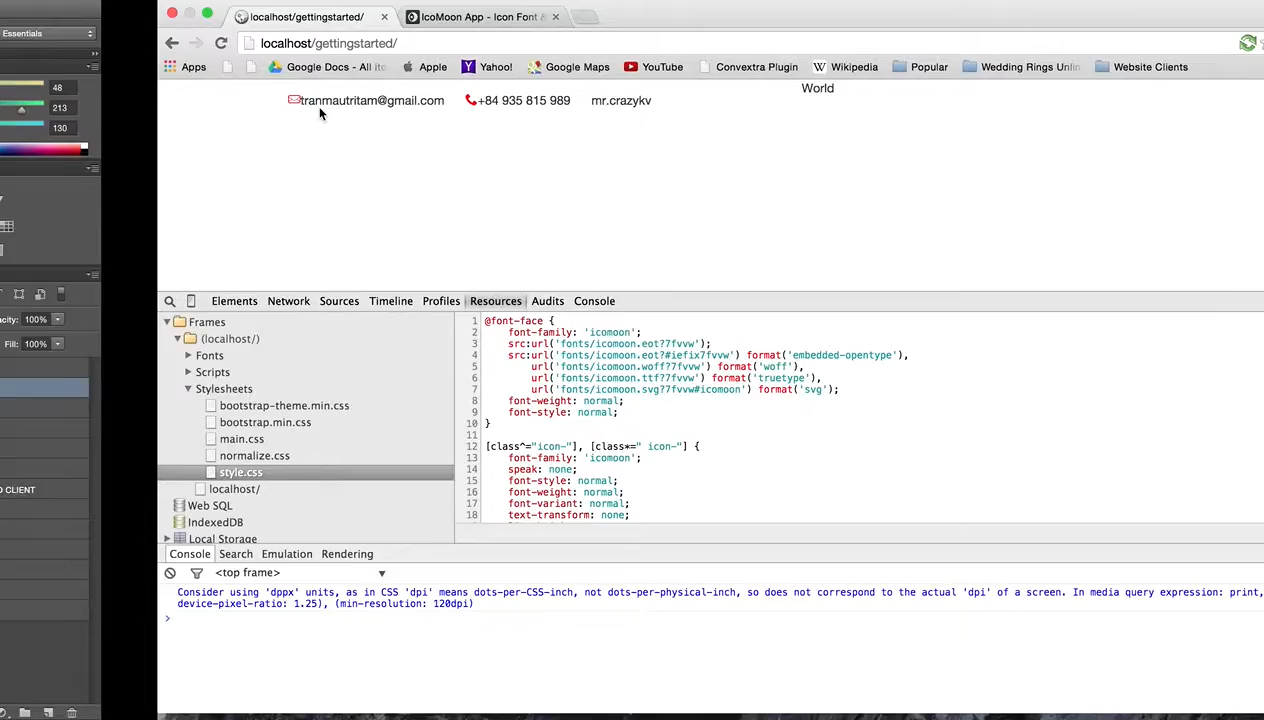 localhost/gettingstarted/
IcoMoon App - Icon Font &
Essentials
localhost/gettingstarted/
Apps
Google Docs - All ite
Apple
Yahoo!
Google Maps
YouTube
Convextra Plugin
Wikipedia
Popular
Wedding Rings Unlin
Website Clients
48
213
130
World
tranmautritam@gmail.com
+84 935 815 989
mr.crazykv
Elements
Network
Sources
Timeline
Profiles
Resources
Audits
Console
acity: 100%
Fill: 100%
O CLIENT
Frames
(localhost/)
Fonts
Scripts
Stylesheets
bootstrap-theme.min.css
bootstrap.min.css
main.css
normalize.css
style.css
localhost/
Web SQL
IndexedDB
Local Storage
1 @font-face {
2 font-family: 'icomoon';
3 src:url('fonts/icomoon.eot?7fvvw');
4 src:url('fonts/icomoon.eot?#iefix7fvvw') format('embedded-opentype'),
5 url('fonts/icomoon.woff?7fvvw') format('woff'),
6 url('fonts/icomoon.ttf?7fvvw') format('truetype'),
7 url('fonts/icomoon.svg?7fvvw#icomoon') format('svg');
8 font-weight: normal;
9 font-style: normal;
10 }
11
12 [class^="icon-"], [class*=" icon-"] {
13 font-family: 'icomoon';
14 speak: none;
15 font-style: normal;
16 font-weight: normal;
17 font-variant: normal;
18 text-transform: none;
Console
Search
Emulation
Rendering
<top frame>
Consider using 'dppx' units, as in CSS 'dpi' means dots-per-CSS-inch, not dots-per-physical-inch, so does not correspond to the actual 'dpi' of a screen. In media query expression: print,
device-pixel-ratio: 1.25), (min-resolution: 120dpi)
>